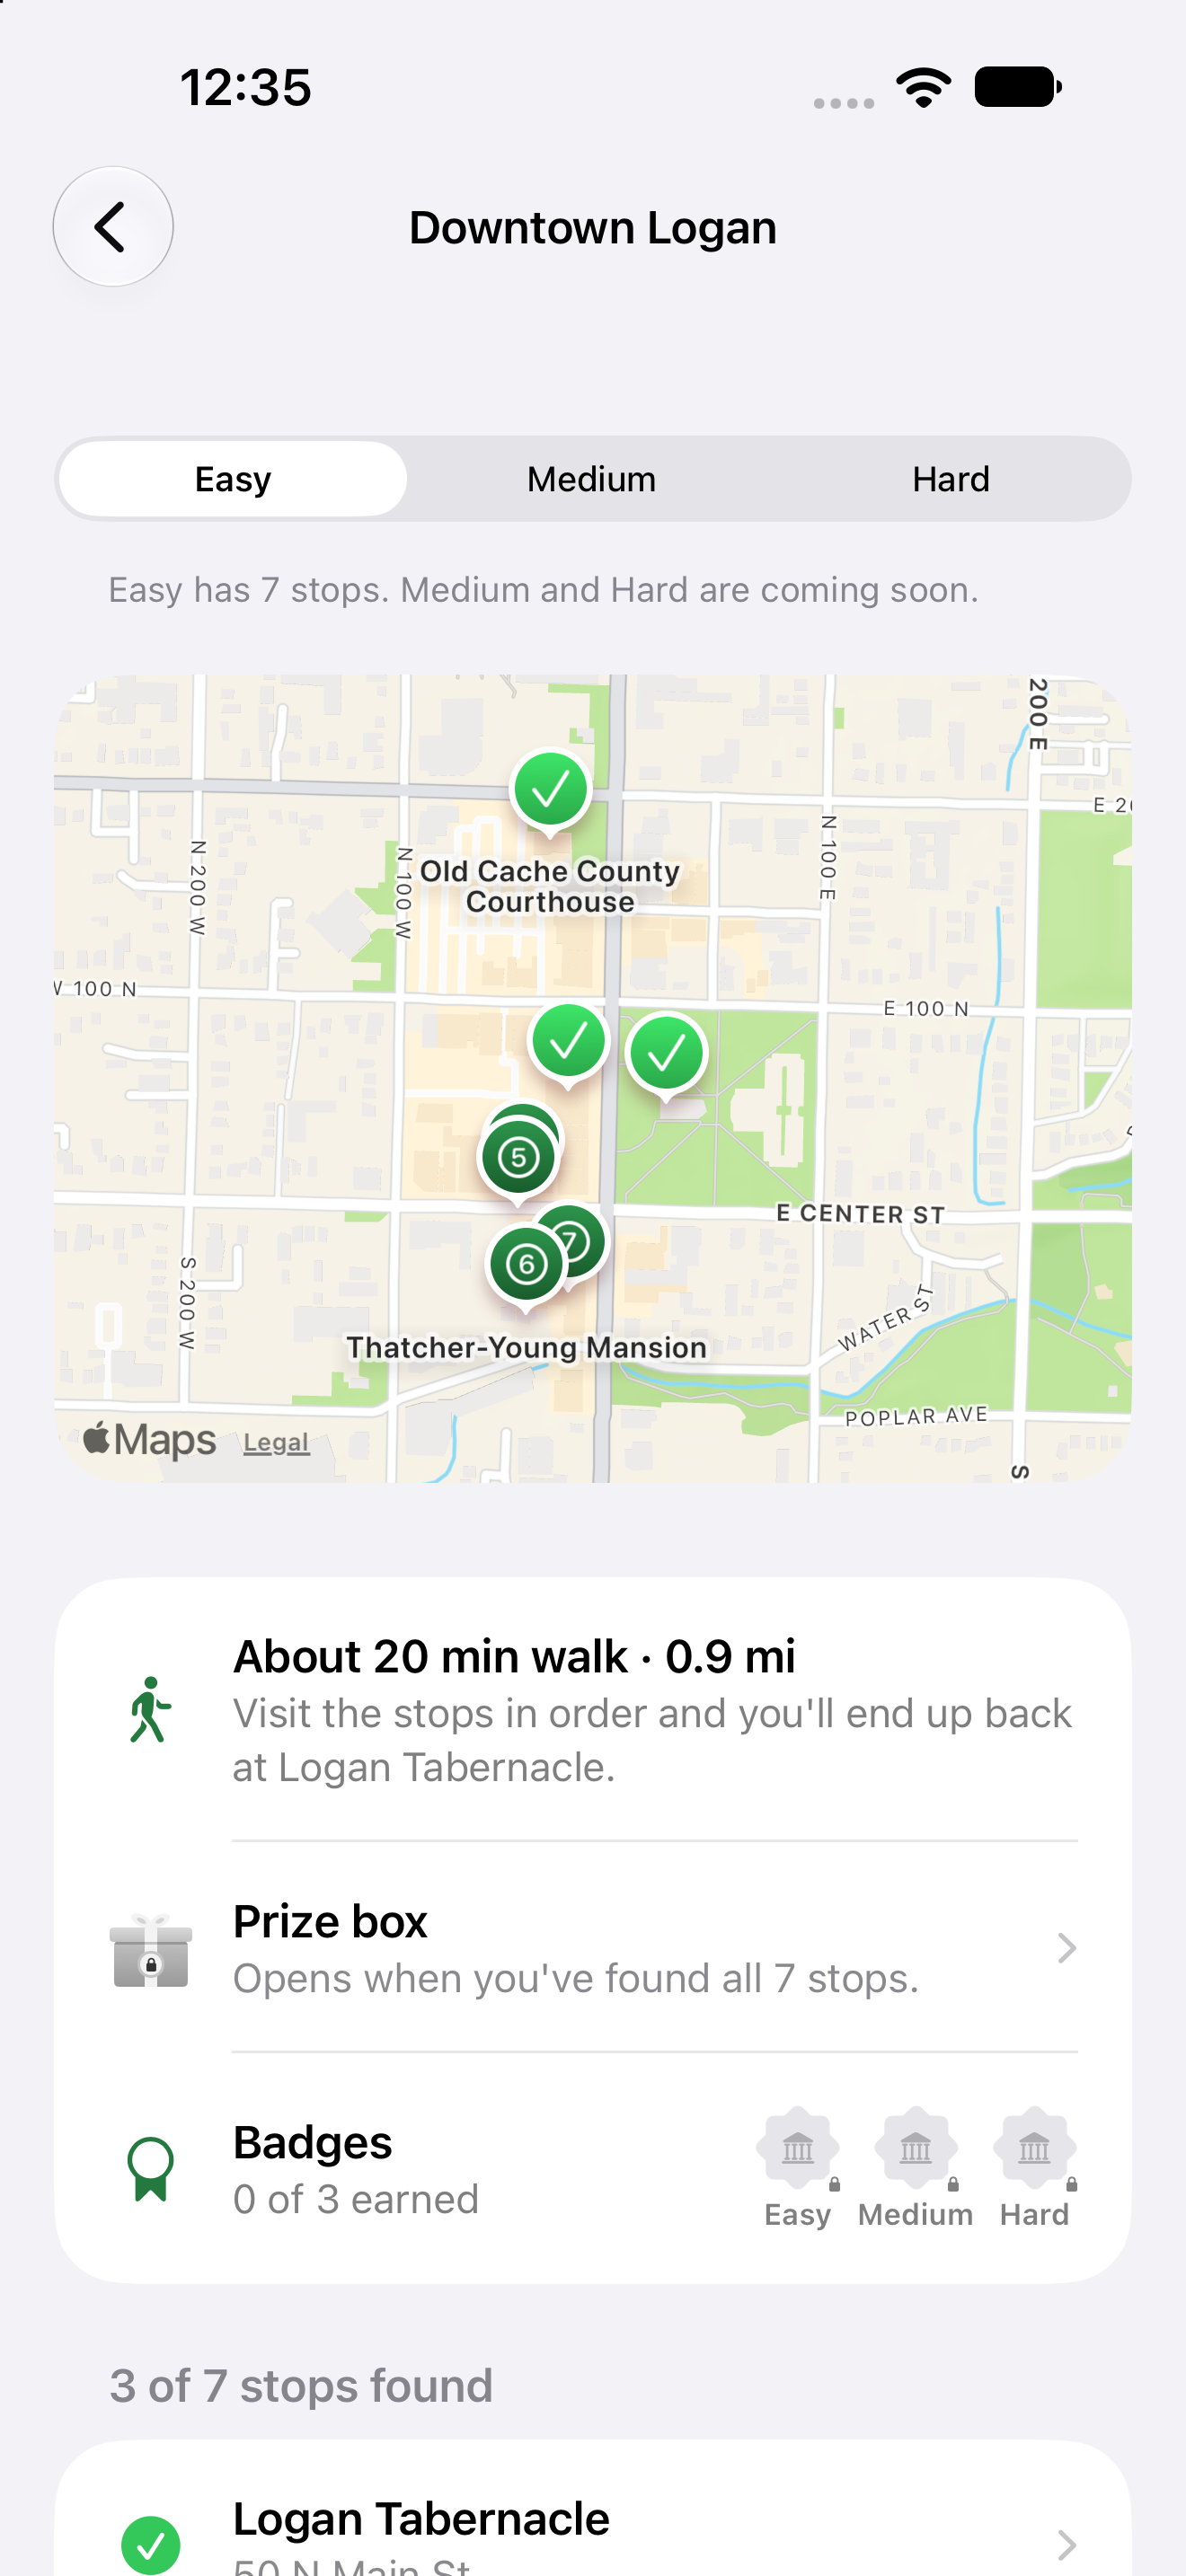 12:35
Downtown Logan
Easy
Medium
Hard
Easy has 7 stops. Medium and Hard are coming soon.
200 E
E 20
N 200 W
N 100 W
Old Cache County
Courthouse
N 100 E
W 100 N
E 100 N
5
E CENTER ST
7
6
S 200 W
WATER ST
Thatcher-Young Mansion
POPLAR AVE
Maps
Legal
S
About 20 min walk · 0.9 mi
Visit the stops in order and you'll end up back
at Logan Tabernacle.
Prize box
Opens when you've found all 7 stops.
Badges
0 of 3 earned
Easy
Medium
Hard
3 of 7 stops found
Logan Tabernacle
50 N Main St